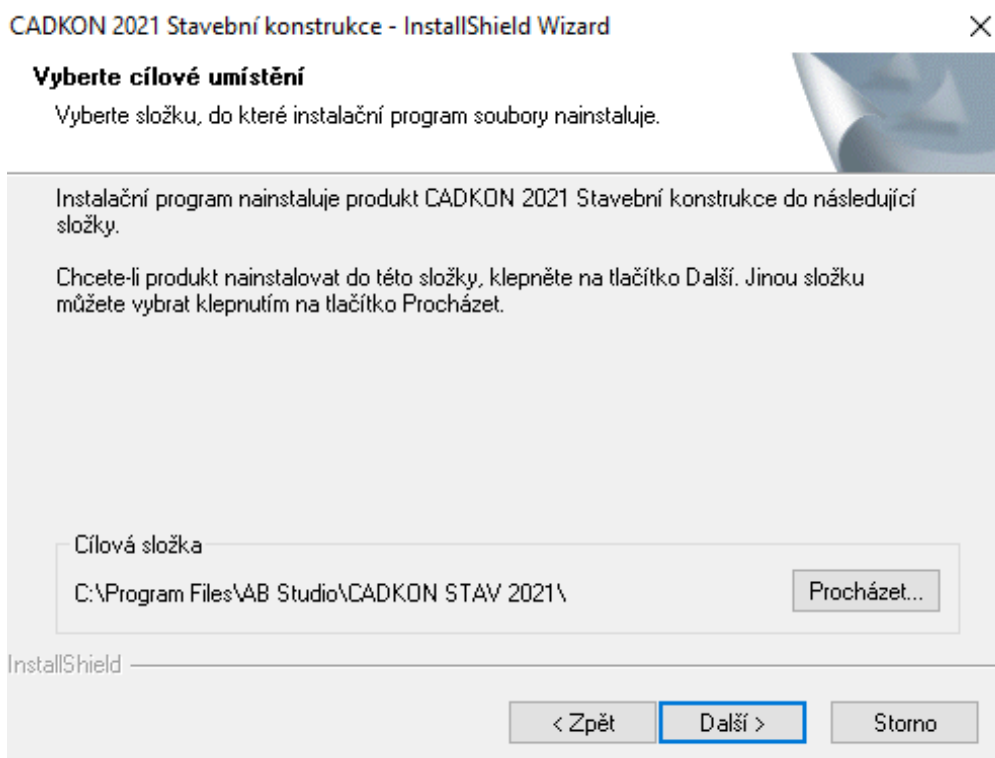 CADKON 2021 Stavební konstrukce - InstallShield Wizard
Vyberte cílové umístění
Vyberte složku, do které instalační program soubory nainstaluje.
Instalační program nainstaluje produkt CADKON 2021 Stavební konstrukce do následující
složky.
Chcete-li produkt nainstalovat do této složky, klepněte na tlačítko Další. Jinou složku
můžete vybrat klepnutím na tlačítko Procházet.
Cílová složka
C:\Program Files\AB Studio\CADKON STAV 2021\
Procházet...
InstallShield
< Zpět
Další >
Storno